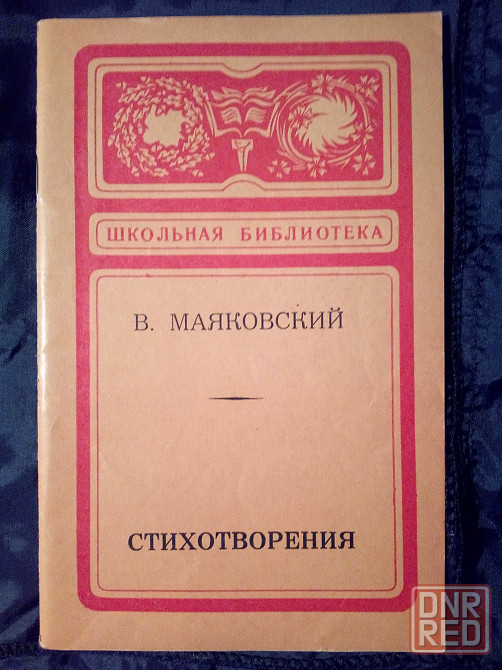 ШКОЛЬНАЯ БИБЛИОТЕКА
В. МАЯКОВСКИЙ
СТИХОТВОРЕНИЯ
DNR
RED